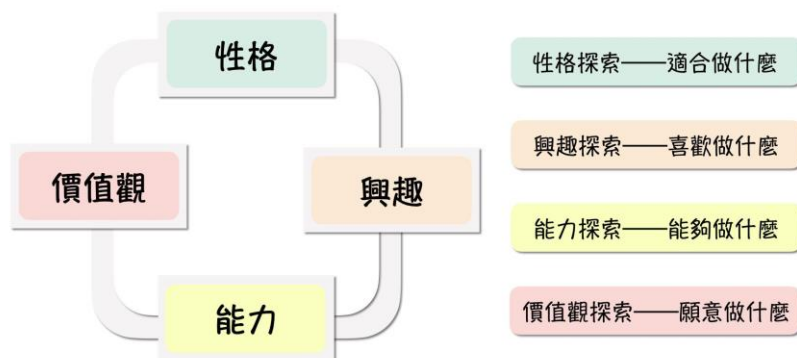 性格
價值觀
興趣
能力
性格探索——適合做什麼
興趣探索——喜歡做什麼
能力探索——能夠做什麼
價值觀探索——願意做什麼